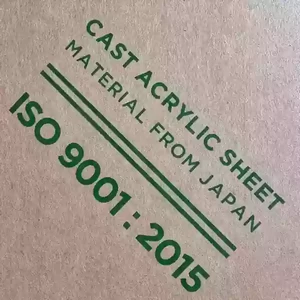 CAST ACRYLIC SHEET
MATERIAL FROM JAPAN
ISO 9001 : 2015